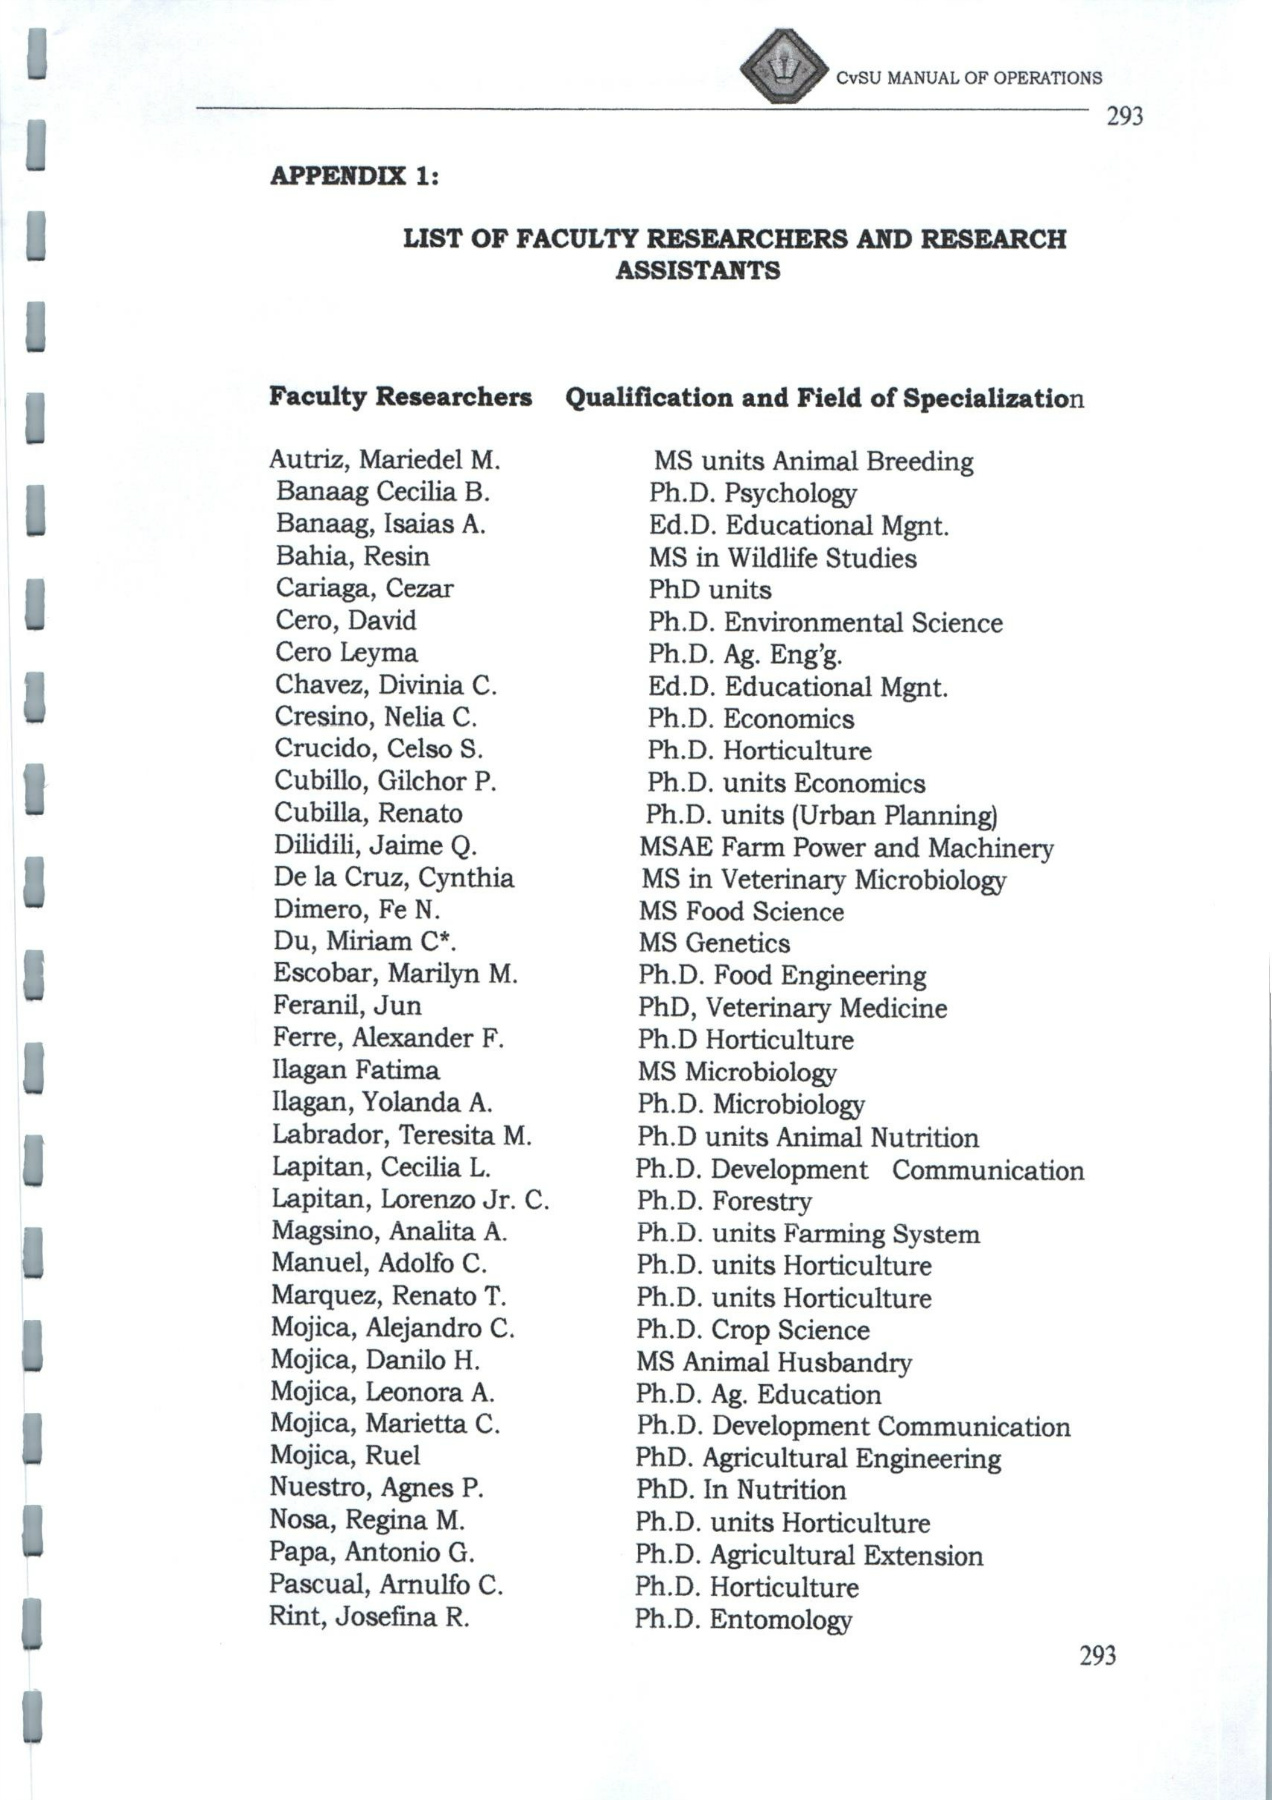 CvSU MANUAL OF OPERATIONS
293
APPENDIX 1:
LIST OF FACULTY RESEARCHERS AND RESEARCH
ASSISTANTS
Faculty Researchers Qualification and Field of Specialization
Autriz, Mariedel M. MS units Animal Breeding
Banaag Cecilia B. Ph.D. Psychology
Banaag, Isaias A. Ed.D. Educational Mgnt.
Bahia, Resin MS in Wildlife Studies
Cariaga, Cezar PhD units
Cero, David Ph.D. Environmental Science
Cero Leyma Ph.D. Ag. Eng'g.
Chavez, Divinia C. Ed.D. Educational Mgnt.
Cresino, Nelia C. Ph.D. Economics
Crucido, Celso S. Ph.D. Horticulture
Cubillo, Gilchor P. Ph.D. units Economics
Cubilla, Renato Ph.D. units (Urban Planning)
Dilidili, Jaime Q. MSAE Farm Power and Machinery
De la Cruz, Cynthia MS in Veterinary Microbiology
Dimero, Fe N. MS Food Science
Du, Miriam C*. MS Genetics
Escobar, Marilyn M. Ph.D. Food Engineering
Feranil, Jun PhD, Veterinary Medicine
Ferre, Alexander F. Ph.D Horticulture
Ilagan Fatima MS Microbiology
Ilagan, Yolanda A. Ph.D. Microbiology
Labrador, Teresita M. Ph.D units Animal Nutrition
Lapitan, Cecilia L. Ph.D. Development Communication
Lapitan, Lorenzo Jr. C. Ph.D. Forestry
Magsino, Analita A. Ph.D. units Farming System
Manuel, Adolfo C. Ph.D. units Horticulture
Marquez, Renato T. Ph.D. units Horticulture
Mojica, Alejandro C. Ph.D. Crop Science
Mojica, Danilo H. MS Animal Husbandry
Mojica, Leonora A. Ph.D. Ag. Education
Mojica, Marietta C. Ph.D. Development Communication
Mojica, Ruel PhD. Agricultural Engineering
Nuestro, Agnes P. PhD. In Nutrition
Nosa, Regina M. Ph.D. units Horticulture
Papa, Antonio G. Ph.D. Agricultural Extension
Pascual, Arnulfo C. Ph.D. Horticulture
Rint, Josefina R. Ph.D. Entomology
293